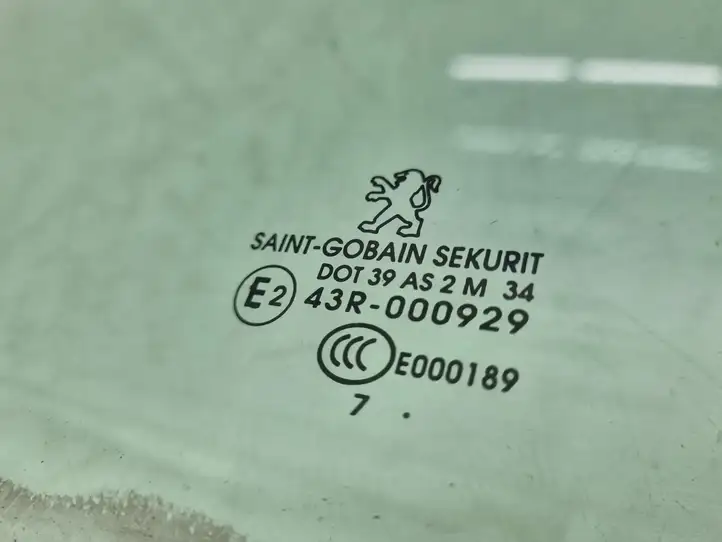 SAINT-GOBAIN SEKURIT
DOT 39 AS 2 M 34
E2 43R-000929
CCC E000189
7 .